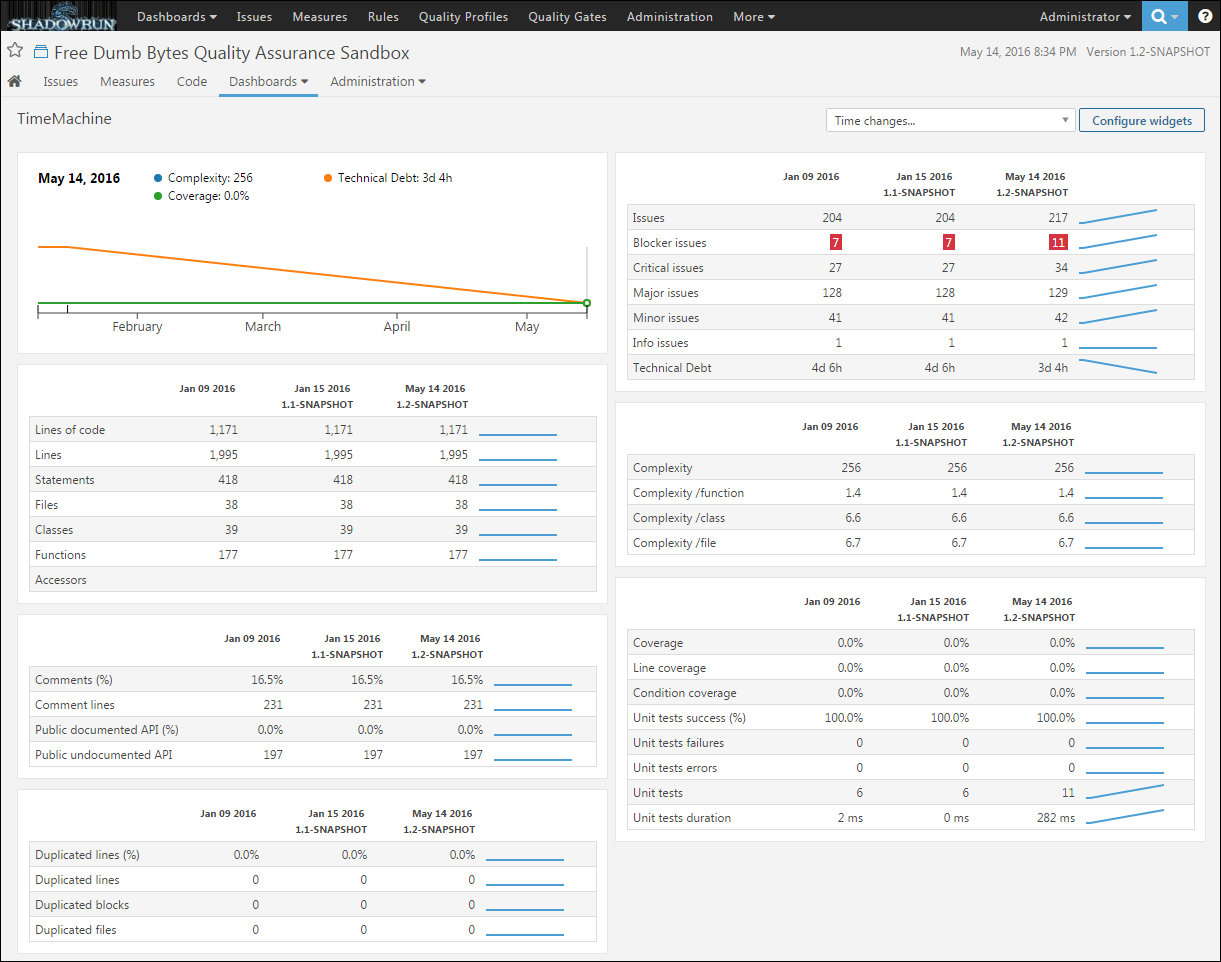 SHADOWRUN Dashboards Issues Measures Rules Quality Profiles Quality Gates Administration More Administrator ?
Free Dumb Bytes Quality Assurance Sandbox May 14, 2016 8:34 PM Version 1.2-SNAPSHOT
Issues Measures Code Dashboards Administration
TimeMachine Time changes... Configure widgets
May 14, 2016 Complexity: 256 Technical Debt: 3d 4h
Coverage: 0.0%
February March April May
Jan 09 2016 Jan 15 2016 May 14 2016
1.1-SNAPSHOT 1.2-SNAPSHOT
Lines of code 1,171 1,171 1,171
Lines 1,995 1,995 1,995
Statements 418 418 418
Files 38 38 38
Classes 39 39 39
Functions 177 177 177
Accessors
Jan 09 2016 Jan 15 2016 May 14 2016
1.1-SNAPSHOT 1.2-SNAPSHOT
Comments (%) 16.5% 16.5% 16.5%
Comment lines 231 231 231
Public documented API (%) 0.0% 0.0% 0.0%
Public undocumented API 197 197 197
Jan 09 2016 Jan 15 2016 May 14 2016
1.1-SNAPSHOT 1.2-SNAPSHOT
Duplicated lines (%) 0.0% 0.0% 0.0%
Duplicated lines 0 0 0
Duplicated blocks 0 0 0
Duplicated files 0 0 0
Jan 09 2016 Jan 15 2016 May 14 2016
1.1-SNAPSHOT 1.2-SNAPSHOT
Issues 204 204 217
Blocker issues 7 7 11
Critical issues 27 27 34
Major issues 128 128 129
Minor issues 41 41 42
Info issues 1 1 1
Technical Debt 4d 6h 4d 6h 3d 4h
Jan 09 2016 Jan 15 2016 May 14 2016
1.1-SNAPSHOT 1.2-SNAPSHOT
Complexity 256 256 256
Complexity /function 1.4 1.4 1.4
Complexity /class 6.6 6.6 6.6
Complexity /file 6.7 6.7 6.7
Jan 09 2016 Jan 15 2016 May 14 2016
1.1-SNAPSHOT 1.2-SNAPSHOT
Coverage 0.0% 0.0% 0.0%
Line coverage 0.0% 0.0% 0.0%
Condition coverage 0.0% 0.0% 0.0%
Unit tests success (%) 100.0% 100.0% 100.0%
Unit tests failures 0 0 0
Unit tests errors 0 0 0
Unit tests 6 6 11
Unit tests duration 2 ms 0 ms 282 ms